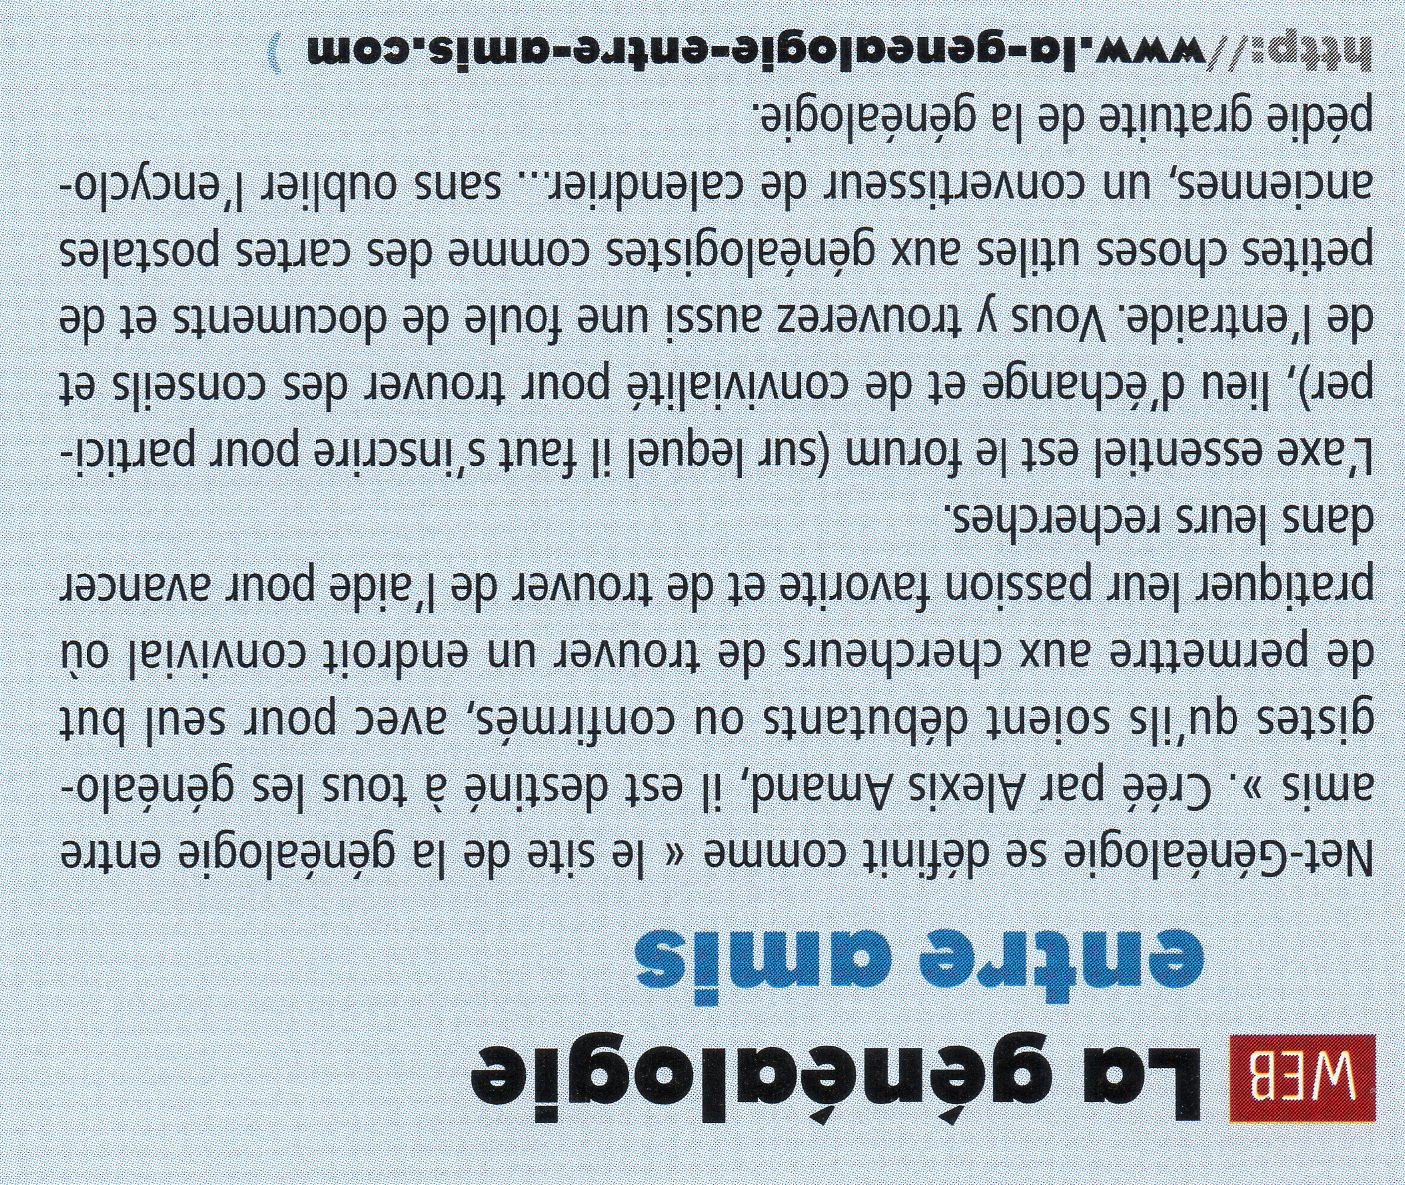 WEB La généalogie
entre amis
Net-Généalogie se définit comme « le site de la généalogie entre
amis ». Créé par Alexis Amand, il est destiné à tous les généalo-
gistes qu’ils soient débutants ou confirmés, avec pour seul but
de permettre aux chercheurs de trouver un endroit convivial où
pratiquer leur passion favorite et de trouver de l’aide pour avancer
dans leurs recherches.
L’axe essentiel est le forum (sur lequel il faut s’inscrire pour partici-
per), lieu d’échange et de convivialité pour trouver des conseils et
de l’entraide. Vous y trouverez aussi une foule de documents et de
petites choses utiles aux généalogistes comme des cartes postales
anciennes, un convertisseur de calendrier... sans oublier l’encyclo-
pédie gratuite de la généalogie.
http://www.la-genealogie-entre-amis.com ⟩